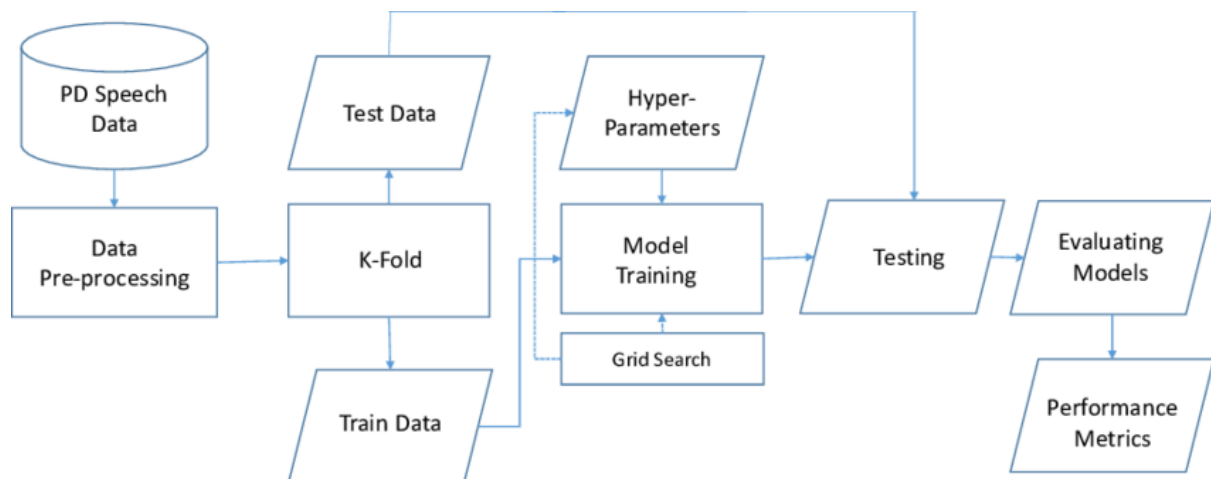 PD Speech
Data
Test Data
Hyper-
Parameters
Data
Pre-processing
K-Fold
Model
Training
Testing
Evaluating
Models
Grid Search
Train Data
Performance
Metrics